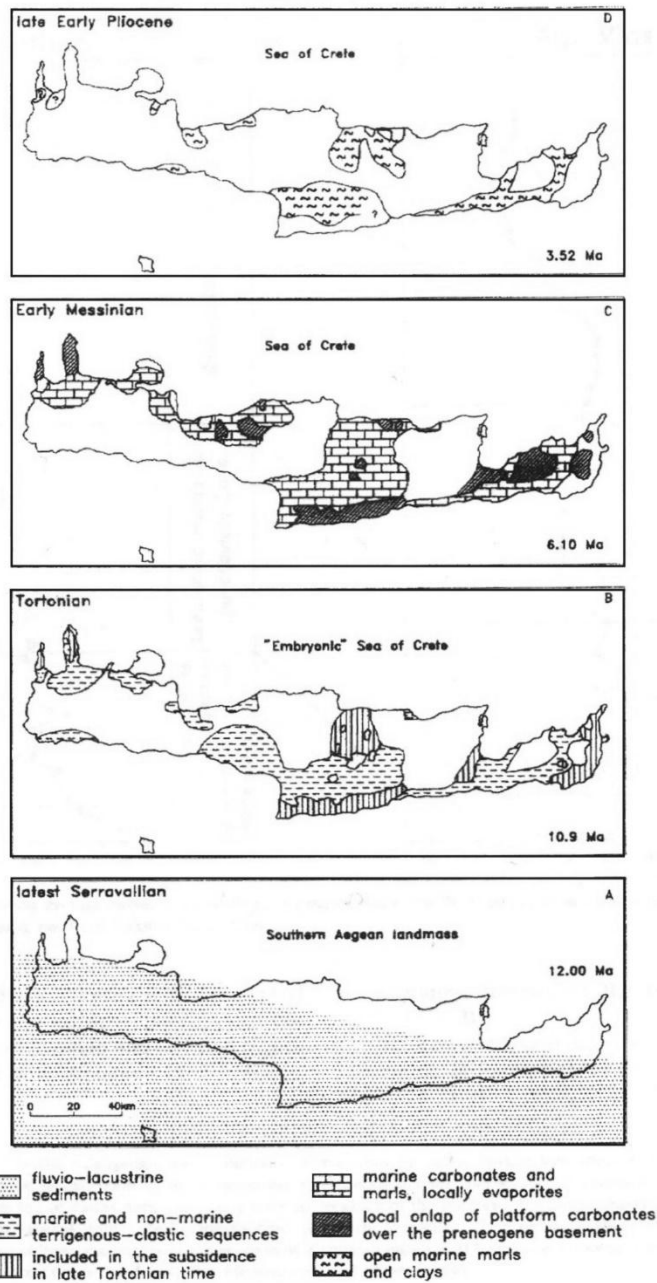 late Early Pliocene
D
Sea of Crete
?
?
?
3.52 Ma
Early Messinian
C
Sea of Crete
6.10 Ma
Tortonian
B
"Embryonic" Sea of Crete
10.9 Ma
latest Serravallian
A
Southern Aegean landmass
12.00 Ma
0 20 40km
fluvio-lacustrine
sediments
marine and non-marine
terrigenous-clastic sequences
included in the subsidence
in late Tortonian time
marine carbonates and
marls, locally evaporites
local onlap of platform carbonates
over the preneogene basement
open marine marls
and clays